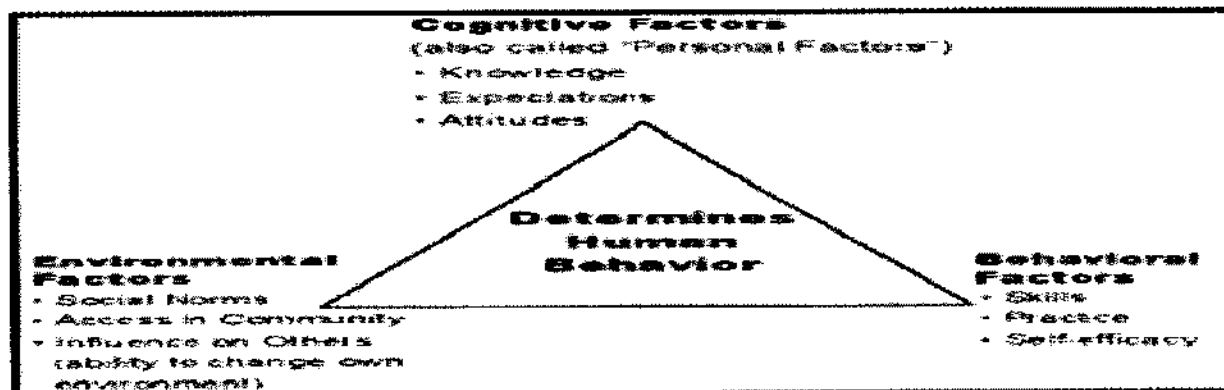 Cognitive Factors
(also called "Personal Factors")
• Knowledge
• Expectations
• Attitudes
Determines
Human
Behavior
Environmental
Factors
• Social Norms
• Access in Community
• Influence on Others
(ability to change own
environment)
Behavioral
Factors
• Skills
• Practice
• Self-efficacy